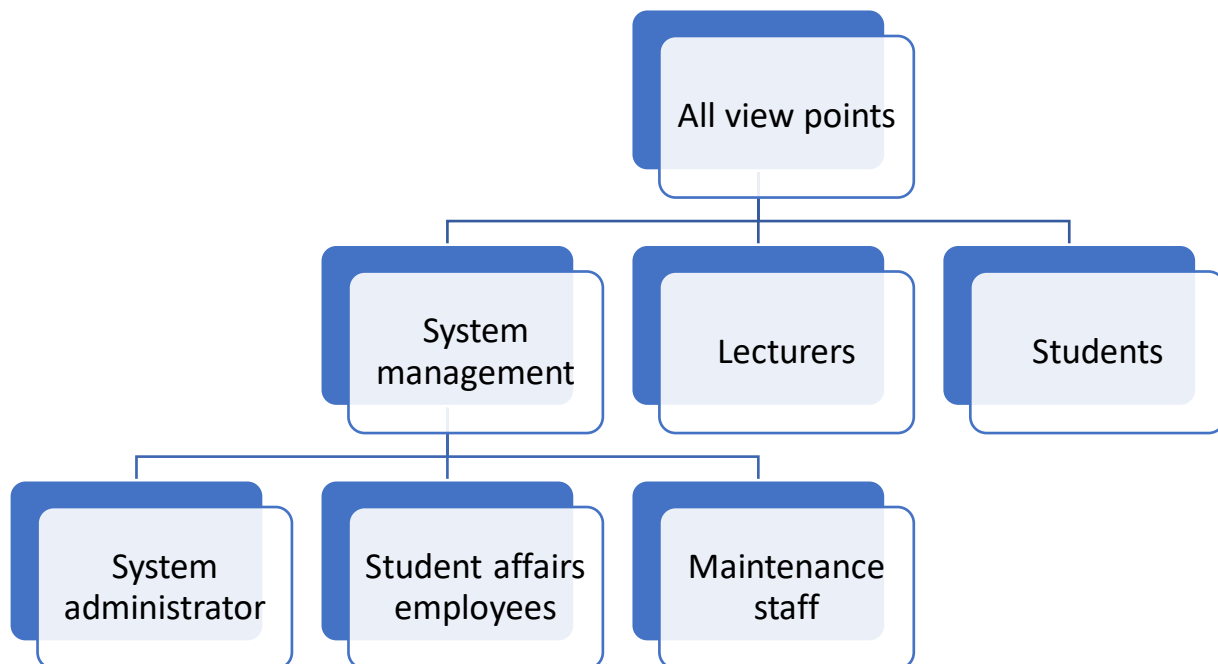 All view points
System
management
Lecturers
Students
System
administrator
Student affairs
employees
Maintenance
staff